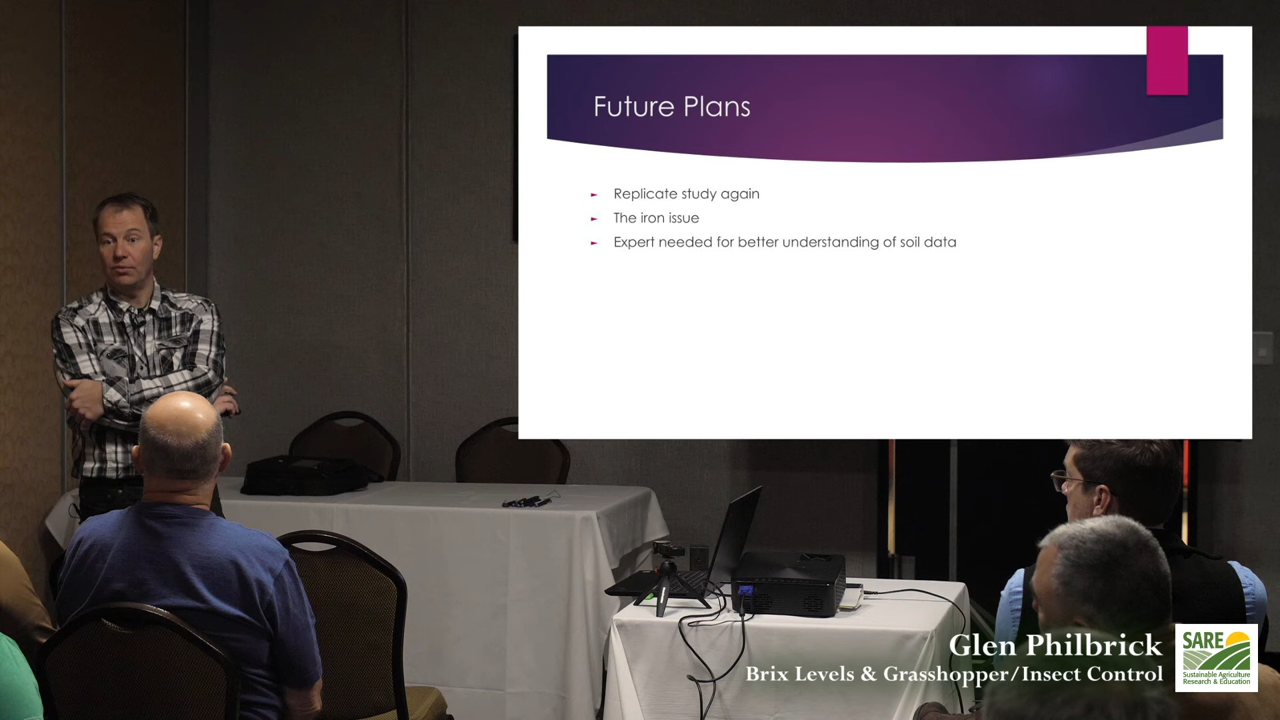 Future Plans
Replicate study again
The iron issue
Expert needed for better understanding of soil data
Glen Philbrick
Brix Levels & Grasshopper/Insect Control
SARE
Sustainable Agriculture
Research & Education